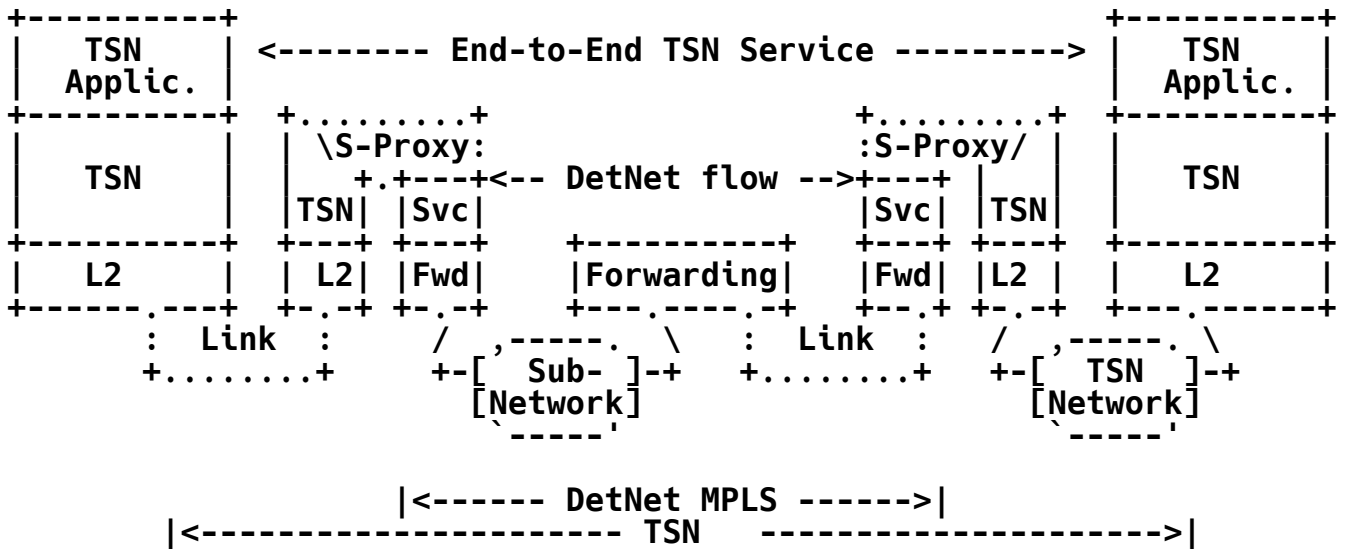 +----------+                                             +----------+
|   TSN    | <-------- End-to-End TSN Service ---------> |   TSN    |
|  Applic. |                                             |  Applic. |
+----------+  +.........+                   +.........+  +----------+
|          |  | \S-Proxy:                   :S-Proxy/ |  |          |
|   TSN    |  |   +.+---+<-- DetNet flow -->+---+ |   |  |   TSN    |
|          |  |TSN| |Svc|                   |Svc| |TSN|  |          |
+----------+  +---+ +---+    +----------+   +---+ +---+  +----------+
|   L2     |  | L2| |Fwd|    |Forwarding|   |Fwd| |L2 |  |   L2     |
+------.---+  +-.-+ +-.-+    +---.----.-+   +--.+ +-.-+  +---.------+
       :  Link  :     /  ,-----.  \   :  Link  :   /  ,-----. \
       +........+     +-[  Sub- ]-+   +........+   +-[  TSN  ]-+
                        [Network]                    [Network]
                         `-----'                      `-----'
|<------ DetNet MPLS ------>|
|<---------------------- TSN   --------------------->|